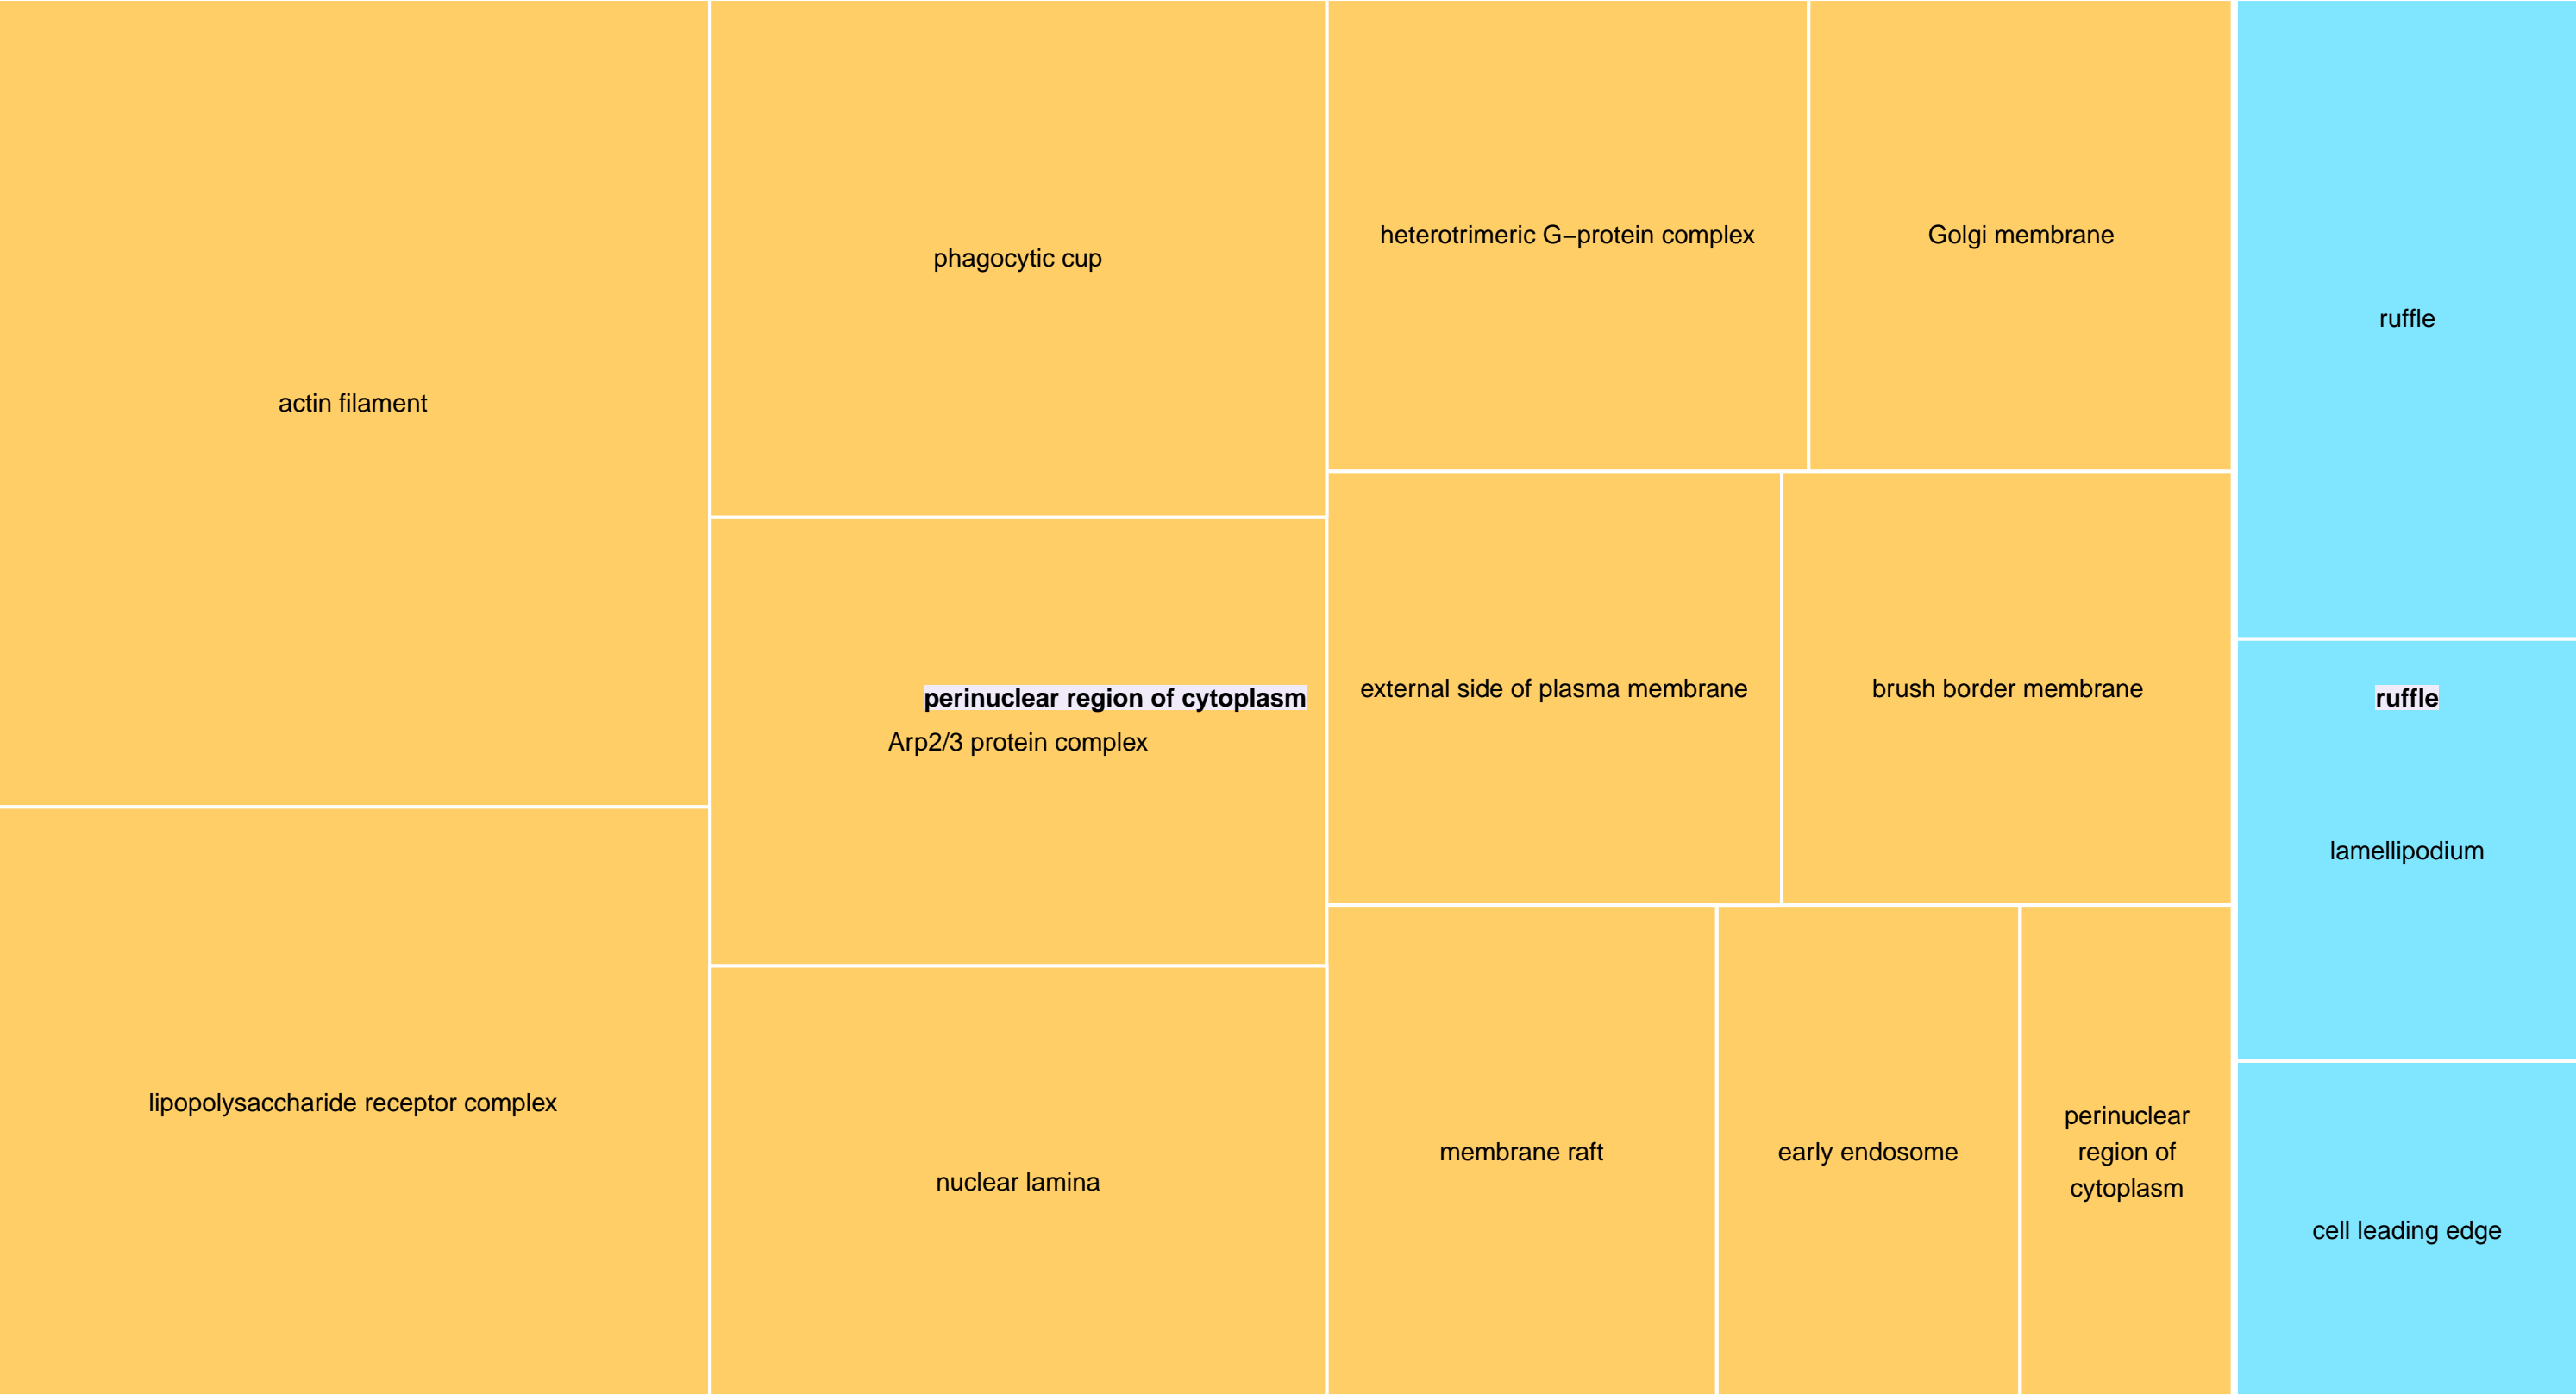 actin filament
lipopolysaccharide receptor complex
phagocytic cup
perinuclear region of cytoplasm
Arp2/3 protein complex
nuclear lamina
heterotrimeric G−protein complex
Golgi membrane
external side of plasma membrane
brush border membrane
membrane raft
early endosome
perinuclear
region of
cytoplasm
ruffle
ruffle
lamellipodium
cell leading edge